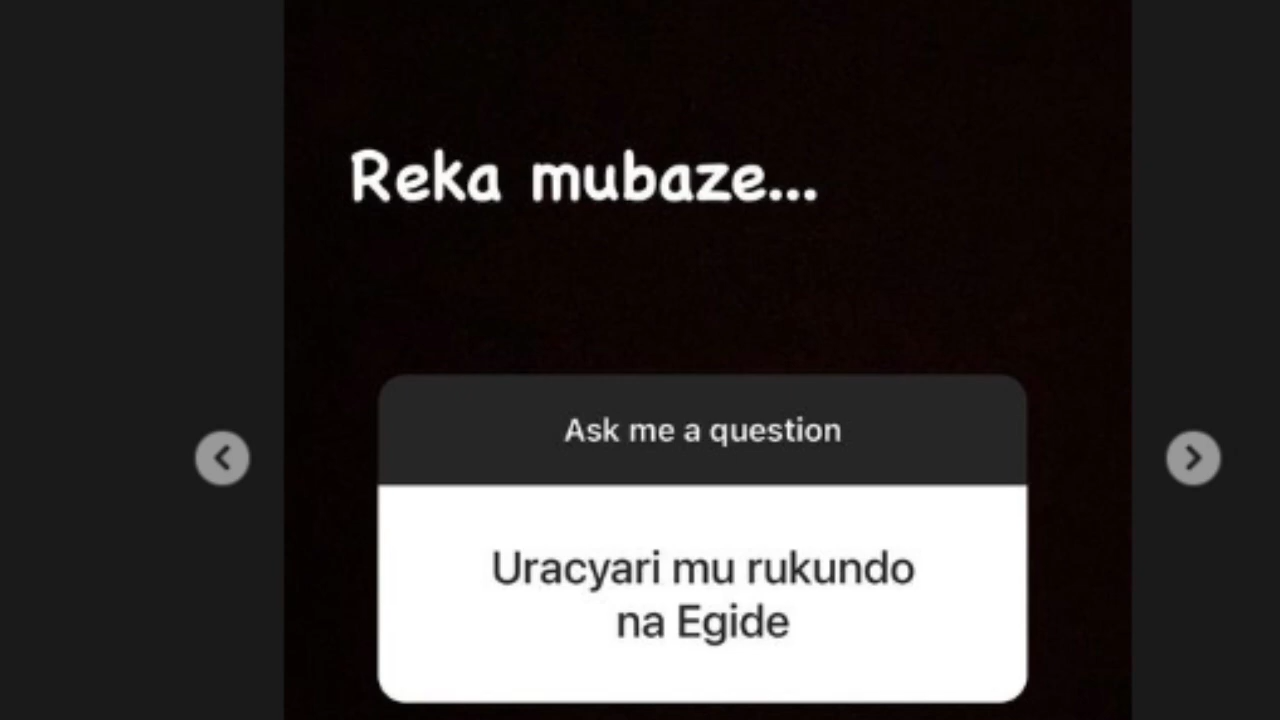 Reka mubaze...
Ask me a question
Uracyari mu rukundo
na Egide